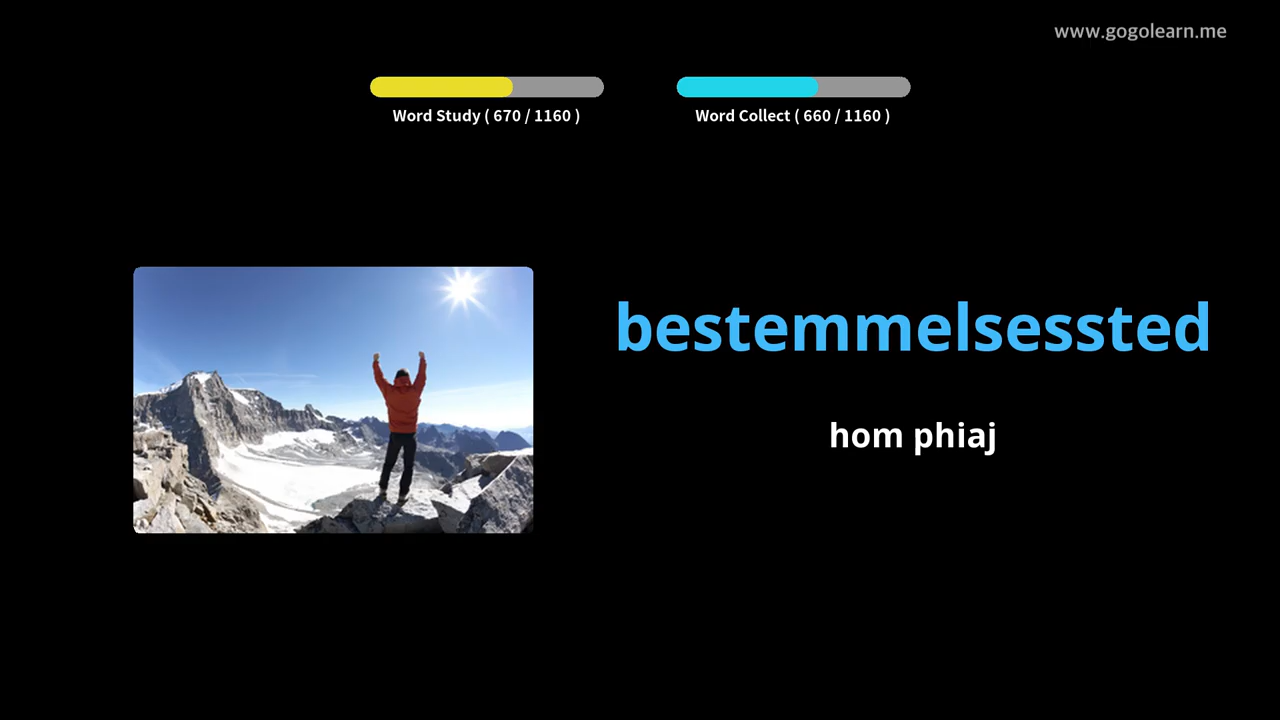 www.gogolearn.me
Word Study ( 670 / 1160 )
Word Collect ( 660 / 1160 )
bestemmelsessted
hom phiaj